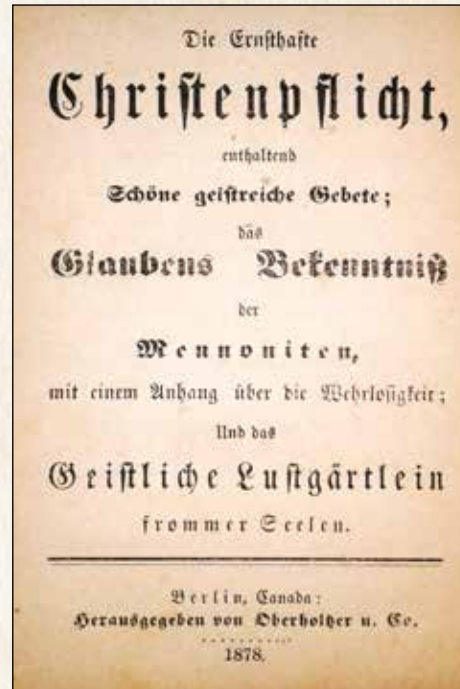 Die Ernsthafte
Christenpflicht,
enthaltend
Schöne geistreiche Gebete;
das
Glaubens Bekenntniß
der
Mennoniten,
mit einem Anhang über die Wehrlosigkeit;
Und das
Geistliche Lustgärtlein
frommer Seelen.
Berlin, Canada:
Herausgegeben von Oberholtzer u. Co.
1878.